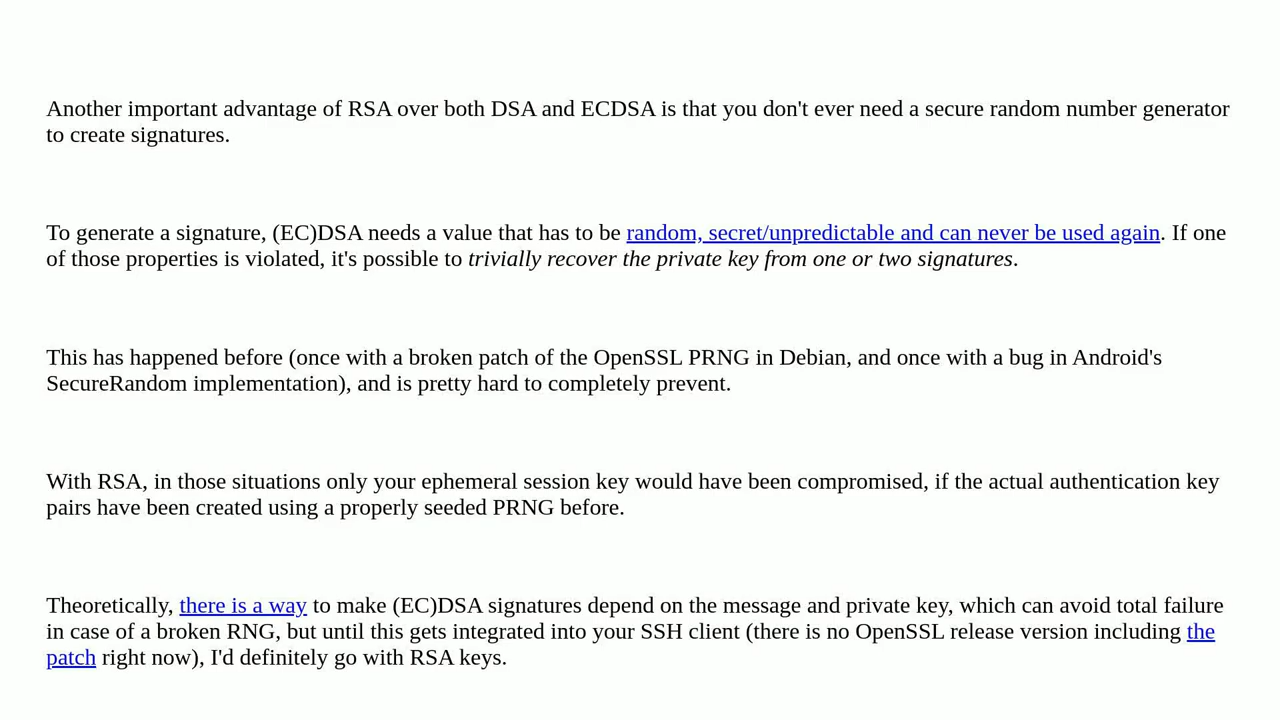 Another important advantage of RSA over both DSA and ECDSA is that you don't ever need a secure random number generator
to create signatures.
To generate a signature, (EC)DSA needs a value that has to be random, secret/unpredictable and can never be used again. If one
of those properties is violated, it's possible to trivially recover the private key from one or two signatures.
This has happened before (once with a broken patch of the OpenSSL PRNG in Debian, and once with a bug in Android's
SecureRandom implementation), and is pretty hard to completely prevent.
With RSA, in those situations only your ephemeral session key would have been compromised, if the actual authentication key
pairs have been created using a properly seeded PRNG before.
Theoretically, there is a way to make (EC)DSA signatures depend on the message and private key, which can avoid total failure
in case of a broken RNG, but until this gets integrated into your SSH client (there is no OpenSSL release version including the
patch right now), I'd definitely go with RSA keys.